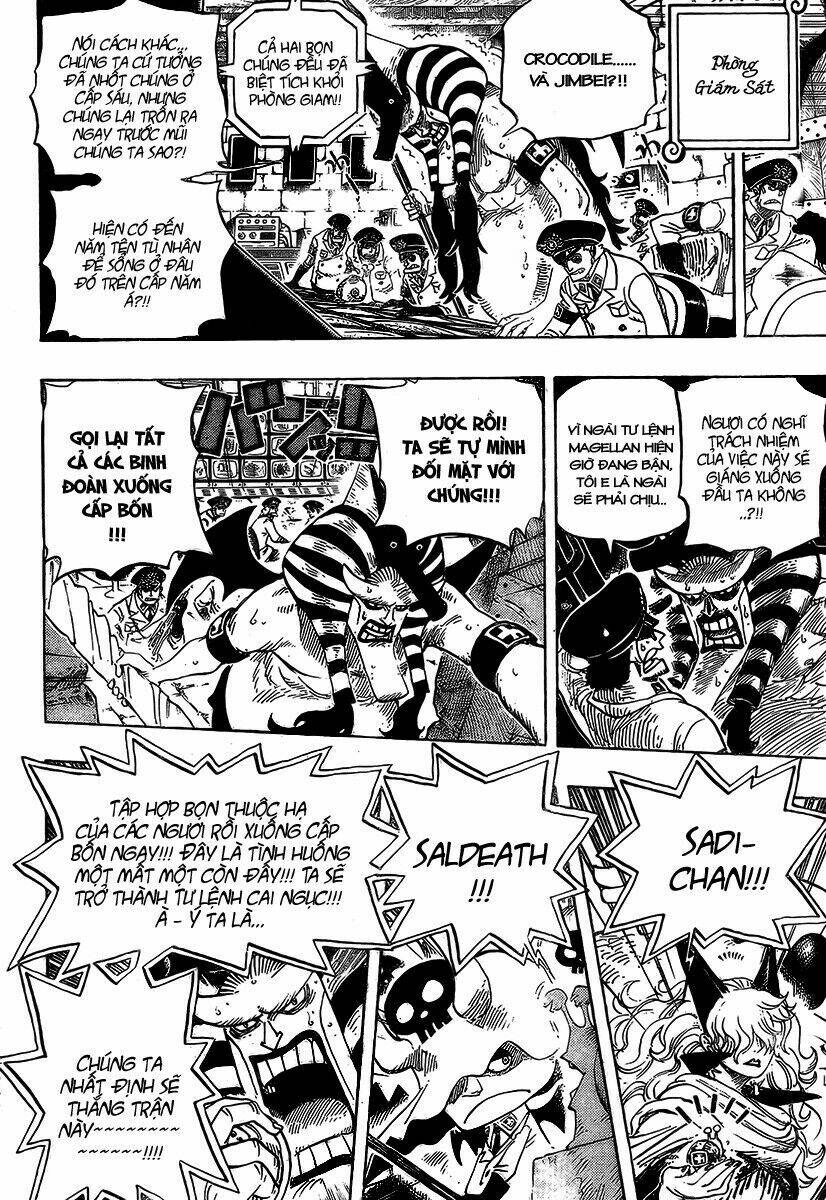 Phòng
Giám Sát
CROCODILE......
VÀ JIMBEI?!!
CẢ HAI BỌN
CHÚNG ĐỀU ĐÃ
BIỆT TÍCH KHỎI
PHÒNG GIAM!!
NÓI CÁCH KHÁC...
CHÚNG TA CỨ TƯỞNG
ĐÃ NHỐT CHÚNG Ở
CẤP SÁU, NHƯNG
CHÚNG LẠI TRỐN RA
NGAY TRƯỚC MŨI
CHÚNG TA SAO?!
HIỆN CÓ ĐẾN
NĂM TÊN TÙ NHÂN
ĐỂ SỔNG Ở ĐÂU
ĐÓ TRÊN CẤP NĂM
Á?!!
NGƯƠI CÓ NGHĨ
TRÁCH NHIỆM
CỦA VIỆC NÀY SẼ
GIÁNG XUỐNG
ĐẦU TA KHÔNG
..?!!
VÌ NGÀI TƯ LỆNH
MAGELLAN HIỆN
GIỜ ĐANG BẬN,
TÔI E LÀ NGÀI
SẼ PHẢI CHỊU..
ĐƯỢC RỒI!
TA SẼ TỰ MÌNH
ĐỐI MẶT VỚI
CHÚNG!!!
GỌI LẠI TẤT
CẢ CÁC BINH
ĐOÀN XUỐNG
CẤP BỐN
!!!
SADI-
CHAN!!!
SALDEATH
!!!
TẬP HỢP BỌN THUỘC HẠ
CỦA CÁC NGƯƠI RỒI XUỐNG CẤP
BỐN NGAY!!! ĐÂY LÀ TÌNH HUỐNG
MỘT MẤT MỘT CÒN ĐẤY!!! TA SẼ
TRỞ THÀNH TƯ LỆNH CAI NGỤC!!!
À - Ý TA LÀ...
CHÚNG TA
NHẤT ĐỊNH SẼ
THẮNG TRẬN
NÀY~~~~~~~~
~~~~~~!!!!